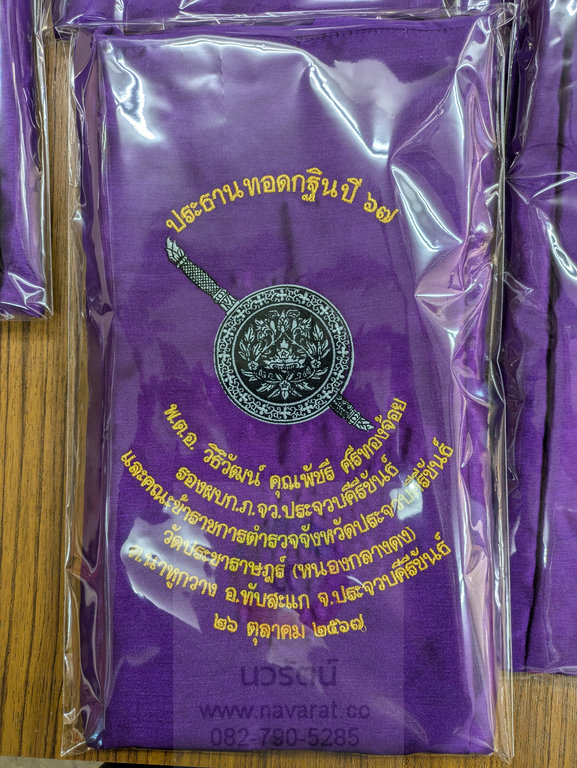 ประธานทอดกฐินปี ๖๗
พ.ต.อ. วิธิวัฒน์ คุณพัชรี ศรีทองจ้อย
รองผบก.ภ.จว.ประจวบคีรีขันธ์
และคณะข้าราชการตำรวจจังหวัดประจวบคีรีขันธ์
วัดประชาราษฎร์ (หนองกลางดง)
ต.นาหูกวาง อ.ทับสะแก จ.ประจวบคีรีขันธ์
๒๖ ตุลาคม ๒๕๖๗
นวรัตน์
www.navarat.co
082-790-5285